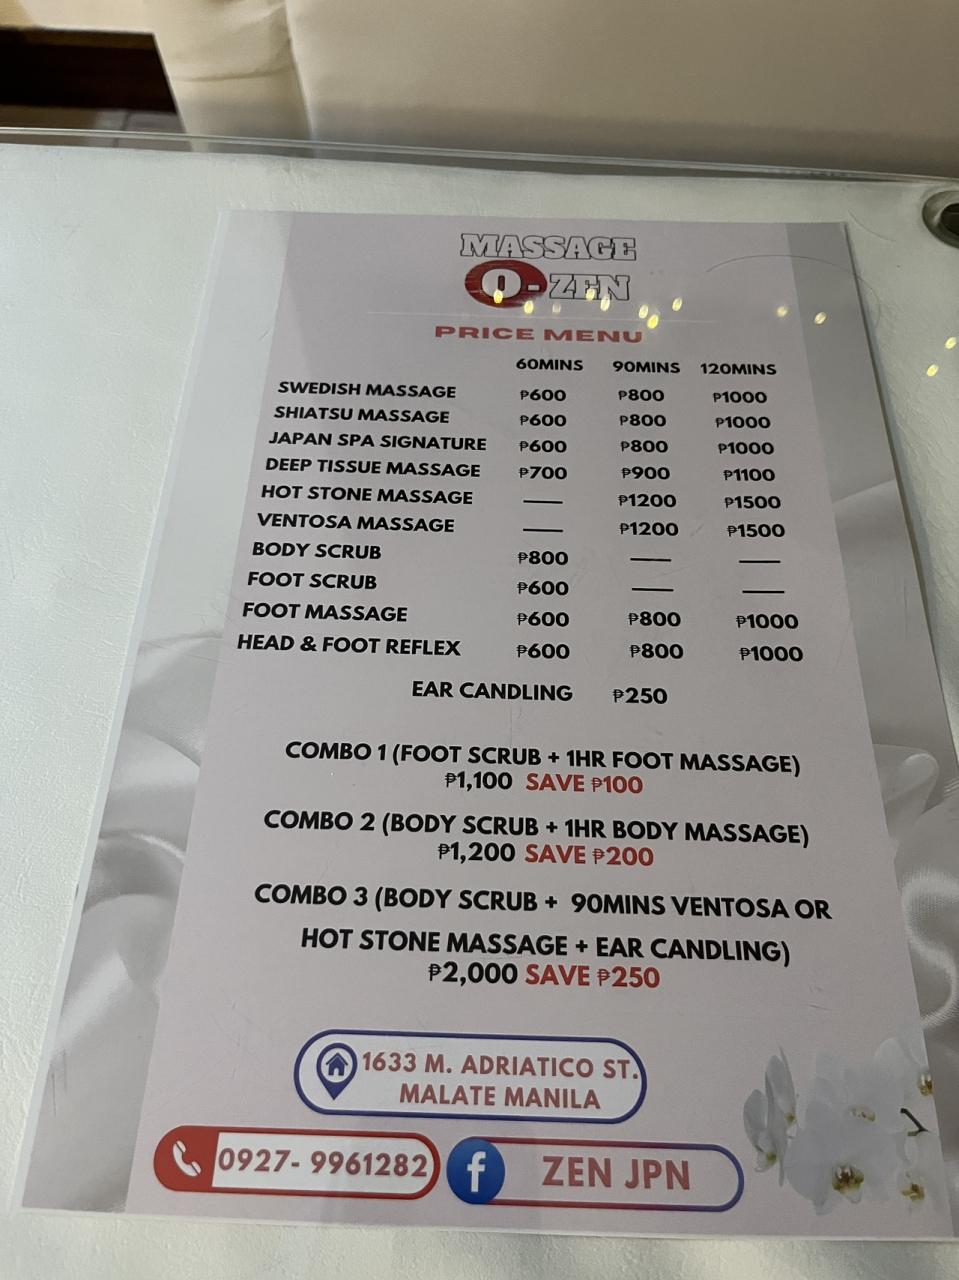 MASSAGE
O-ZEN
PRICE MENU
60MINS 90MINS 120MINS
SWEDISH MASSAGE ₱600 ₱800 ₱1000
SHIATSU MASSAGE ₱600 ₱800 ₱1000
JAPAN SPA SIGNATURE ₱600 ₱800 ₱1000
DEEP TISSUE MASSAGE ₱700 ₱900 ₱1100
HOT STONE MASSAGE — ₱1200 ₱1500
VENTOSA MASSAGE — ₱1200 ₱1500
BODY SCRUB ₱800 — —
FOOT SCRUB ₱600 — —
FOOT MASSAGE ₱600 ₱800 ₱1000
HEAD & FOOT REFLEX ₱600 ₱800 ₱1000
EAR CANDLING ₱250
COMBO 1 (FOOT SCRUB + 1HR FOOT MASSAGE)
₱1,100 SAVE ₱100
COMBO 2 (BODY SCRUB + 1HR BODY MASSAGE)
₱1,200 SAVE ₱200
COMBO 3 (BODY SCRUB + 90MINS VENTOSA OR
HOT STONE MASSAGE + EAR CANDLING)
₱2,000 SAVE ₱250
1633 M. ADRIATICO ST.
MALATE MANILA
0927- 9961282
f ZEN JPN